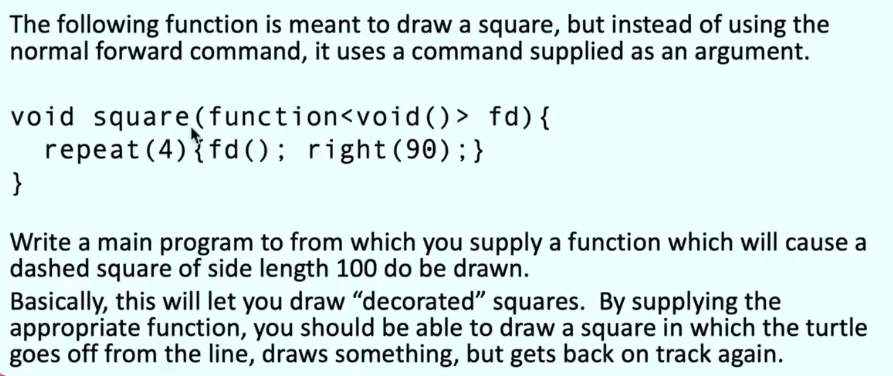 The following function is meant to draw a square, but instead of using the
normal forward command, it uses a command supplied as an argument.
void square(function<void()> fd){
repeat(4){fd(); right(90);}
}
Write a main program to from which you supply a function which will cause a
dashed square of side length 100 do be drawn.
Basically, this will let you draw “decorated” squares. By supplying the
appropriate function, you should be able to draw a square in which the turtle
goes off from the line, draws something, but gets back on track again.